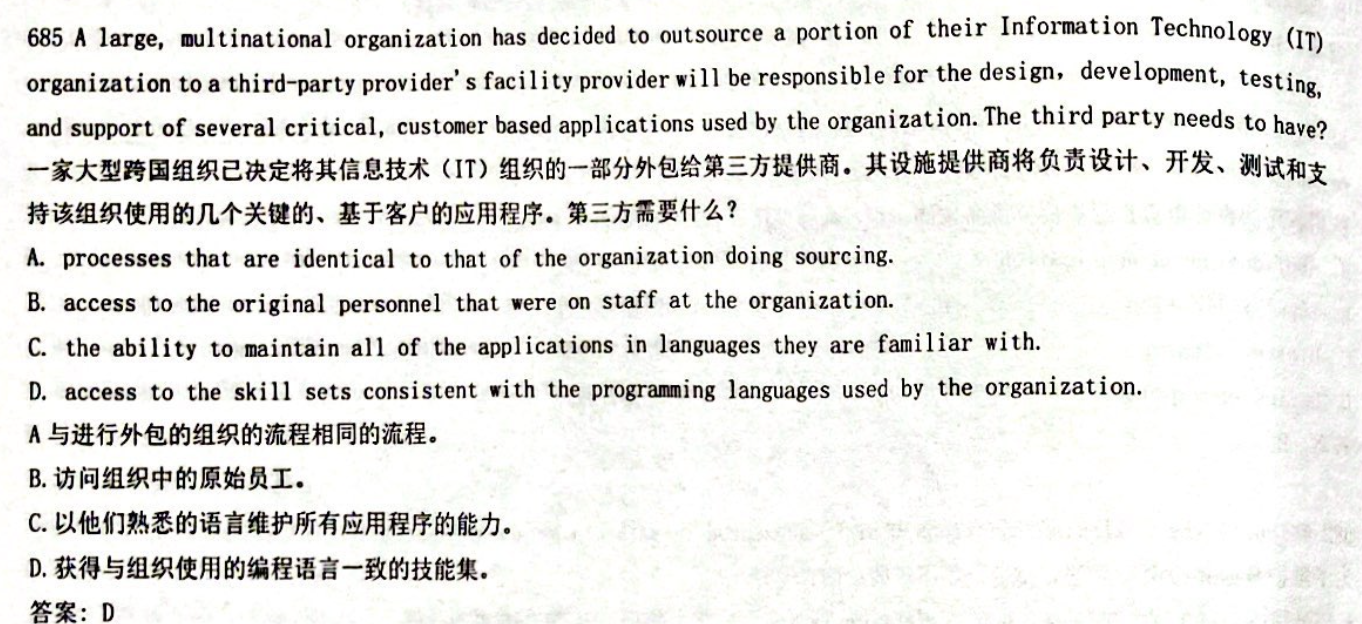 685 A large, multinational organization has decided to outsource a portion of their Information Technology (IT)
organization to a third-party provider's facility provider will be responsible for the design, development, testing,
and support of several critical, customer based applications used by the organization. The third party needs to have?
一家大型跨国组织已决定将其信息技术（IT）组织的一部分外包给第三方提供商。其设施提供商将负责设计、开发、测试和支
持该组织使用的几个关键的、基于客户的应用程序。第三方需要什么？
A. processes that are identical to that of the organization doing sourcing.
B. access to the original personnel that were on staff at the organization.
C. the ability to maintain all of the applications in languages they are familiar with.
D. access to the skill sets consistent with the programming languages used by the organization.
A 与进行外包的组织的流程相同的流程。
B. 访问组织中的原始员工。
C. 以他们熟悉的语言维护所有应用程序的能力。
D. 获得与组织使用的编程语言一致的技能集。
答案：D